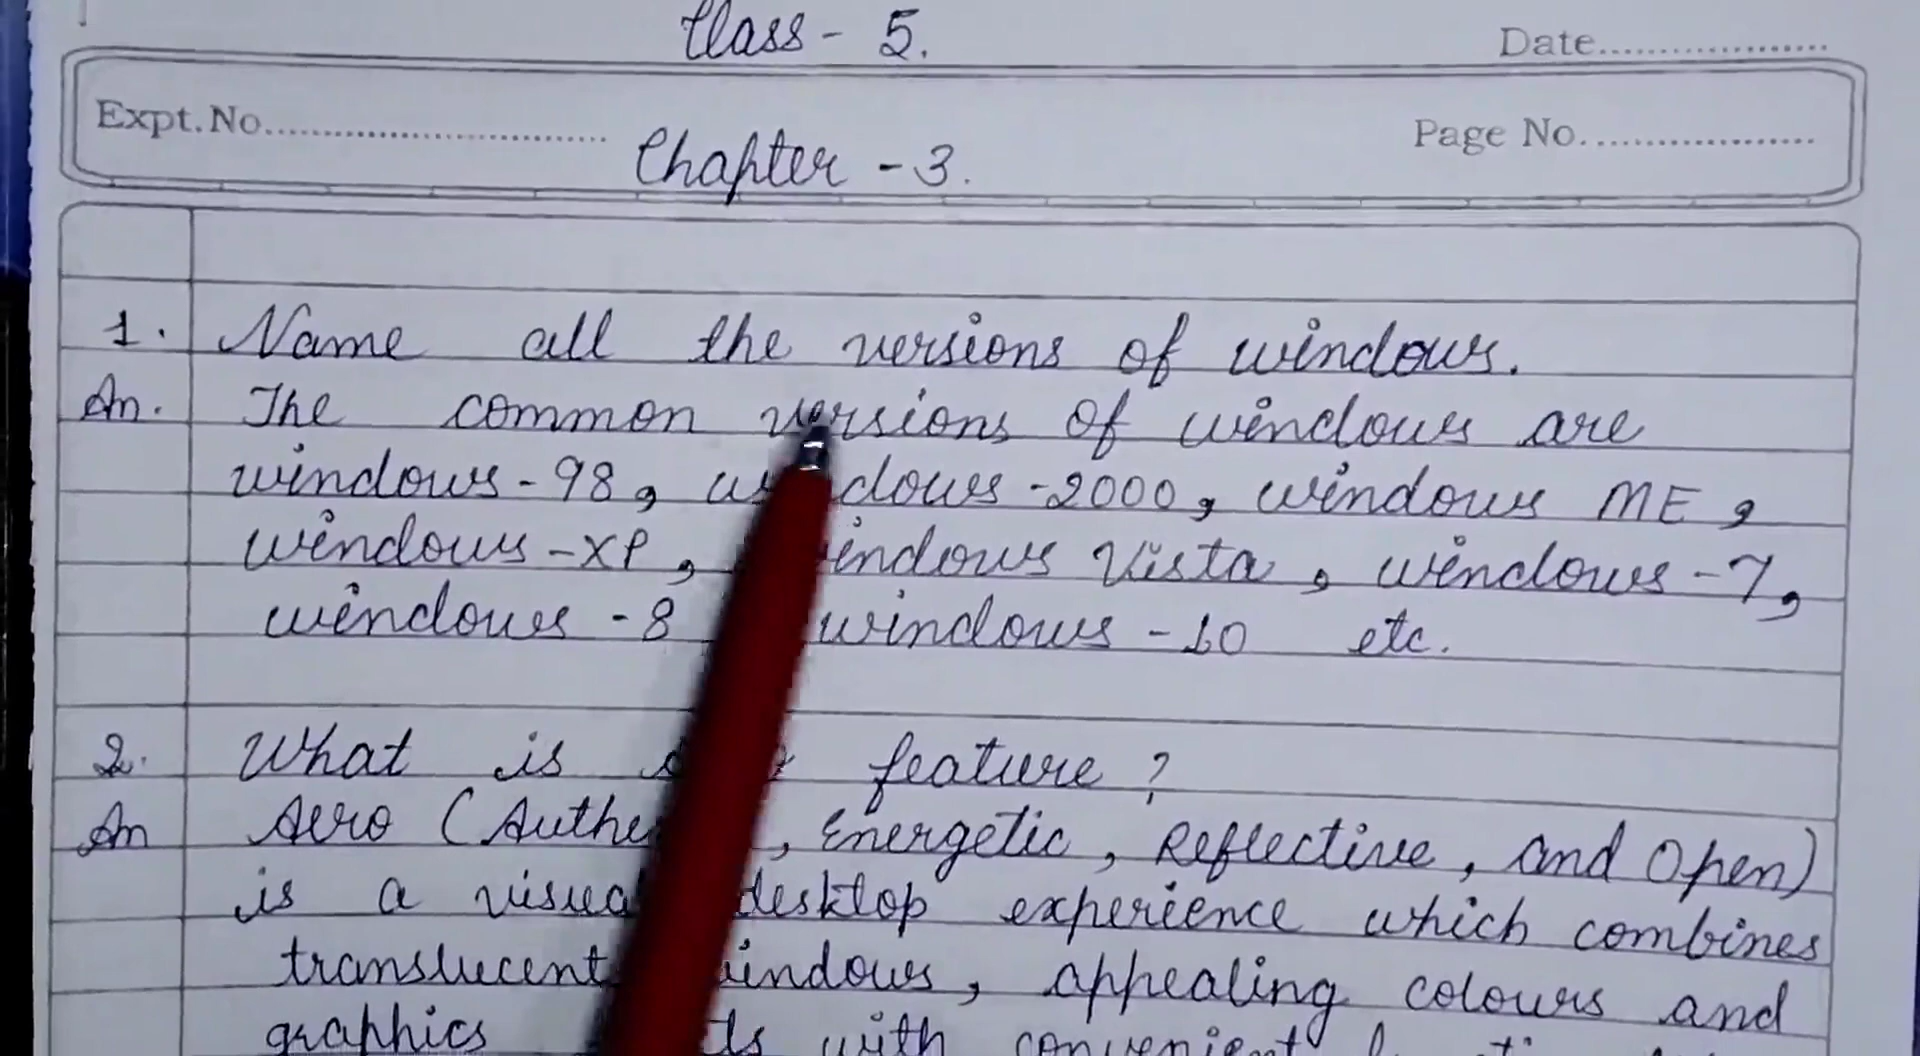 Class - 5.
Date
Expt. No.
Page No.
Chapter - 3.
1. Name all the versions of windows.
An. The common versions of windows are
windows - 98, windows - 2000, windows ME,
windows - XP, windows Vista, windows - 7,
windows - 8 windows - 10 etc.
2. What is feature ?
An Aero ( , Energetic, Reflective, and Open)
is a visual desktop experience which combines
translucent windows, appealing colours and
graphics with convenient